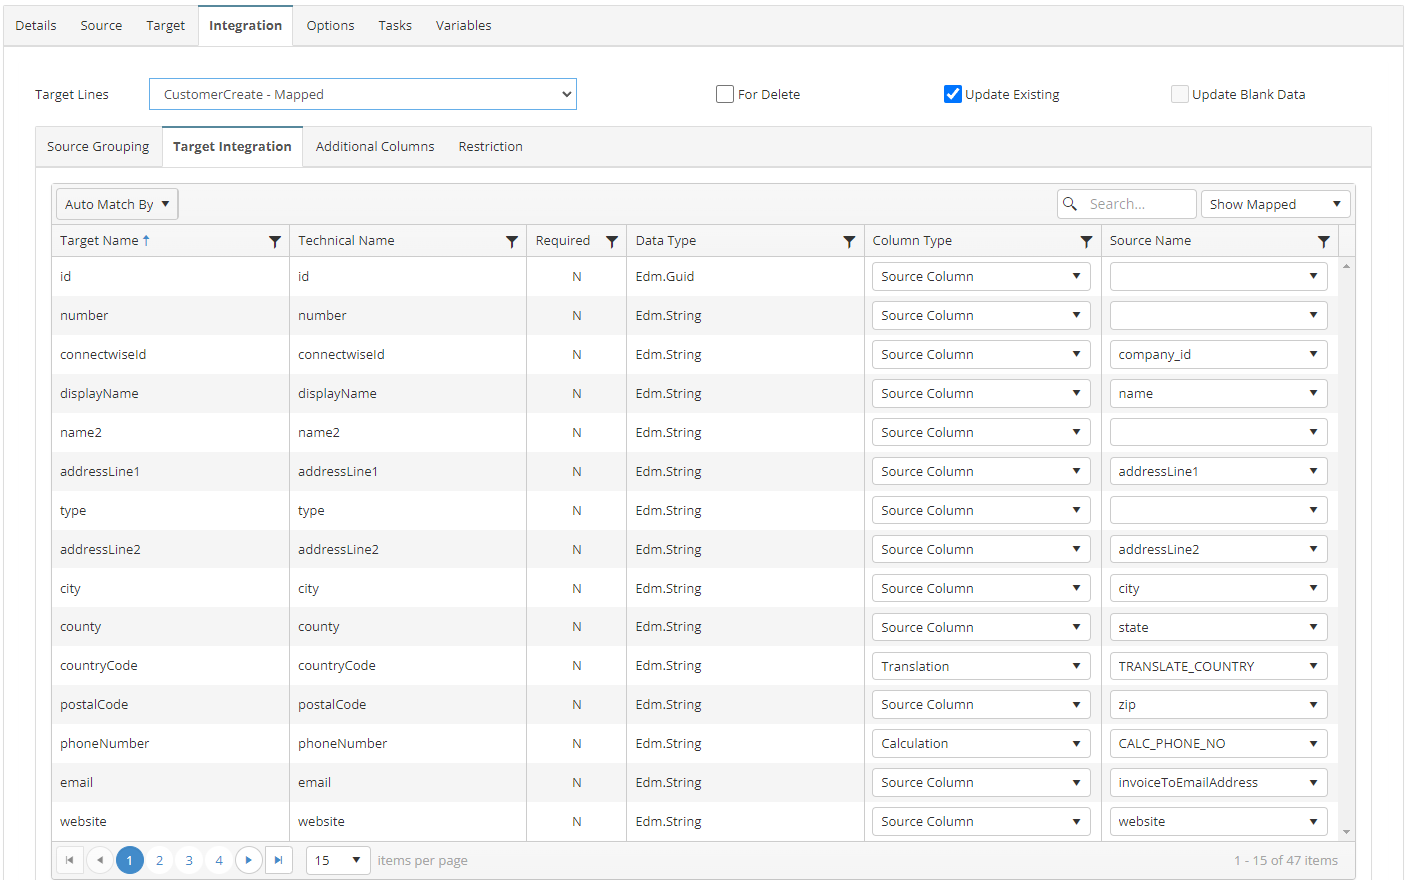 Details Source Target Integration Options Tasks Variables
Target Lines CustomerCreate - Mapped For Delete Update Existing Update Blank Data
Source Grouping Target Integration Additional Columns Restriction
Auto Match By Search... Show Mapped
Target Name Technical Name Required Data Type Column Type Source Name
id id N Edm.Guid Source Column
number number N Edm.String Source Column
connectwiseId connectwiseId N Edm.String Source Column company_id
displayName displayName N Edm.String Source Column name
name2 name2 N Edm.String Source Column
addressLine1 addressLine1 N Edm.String Source Column addressLine1
type type N Edm.String Source Column
addressLine2 addressLine2 N Edm.String Source Column addressLine2
city city N Edm.String Source Column city
county county N Edm.String Source Column state
countryCode countryCode N Edm.String Translation TRANSLATE_COUNTRY
postalCode postalCode N Edm.String Source Column zip
phoneNumber phoneNumber N Edm.String Calculation CALC_PHONE_NO
email email N Edm.String Source Column invoiceToEmailAddress
website website N Edm.String Source Column website
1 2 3 4 15 items per page 1 - 15 of 47 items